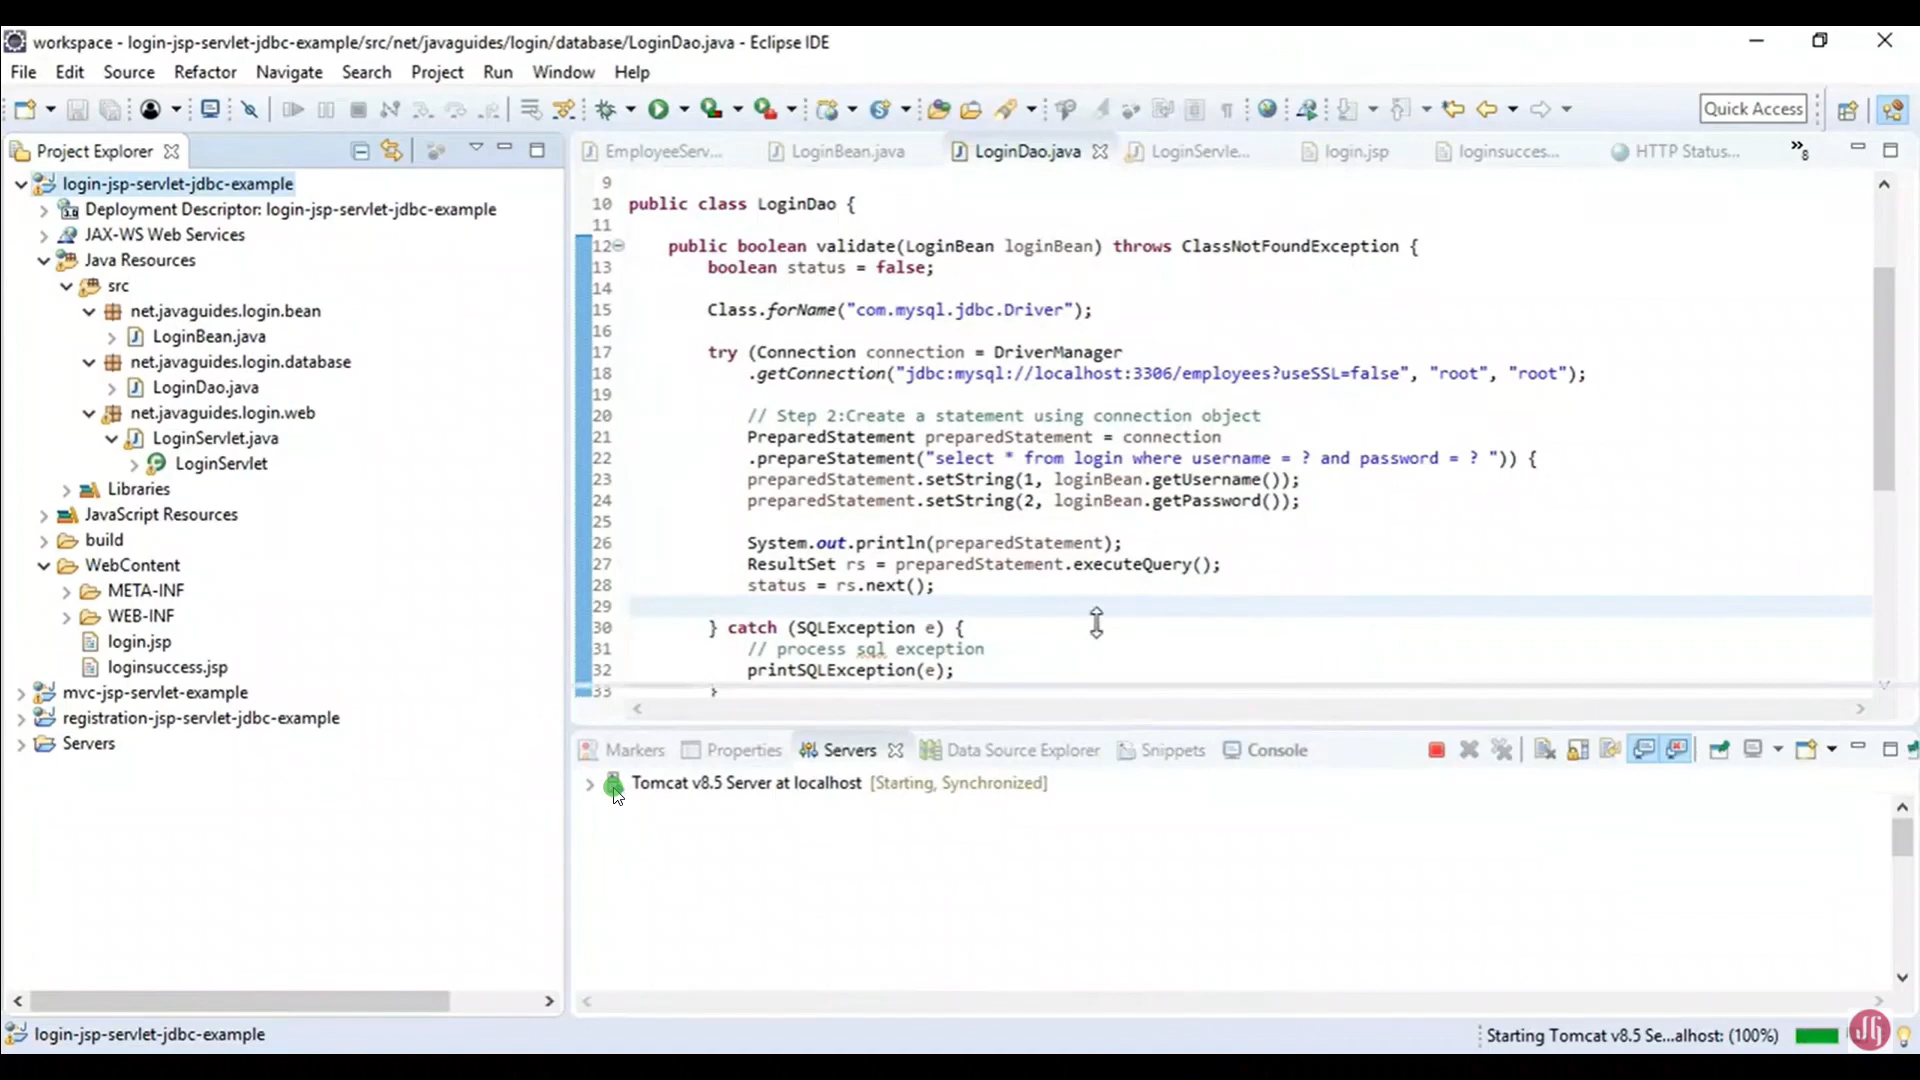 workspace - login-jsp-servlet-jdbc-example/src/net/javaguides/login/database/LoginDao.java - Eclipse IDE
File Edit Source Refactor Navigate Search Project Run Window Help
Quick Access
Project Explorer
login-jsp-servlet-jdbc-example
Deployment Descriptor: login-jsp-servlet-jdbc-example
JAX-WS Web Services
Java Resources
src
net.javaguides.login.bean
LoginBean.java
net.javaguides.login.database
LoginDao.java
net.javaguides.login.web
LoginServlet.java
LoginServlet
Libraries
JavaScript Resources
build
WebContent
META-INF
WEB-INF
login.jsp
loginsuccess.jsp
mvc-jsp-servlet-example
registration-jsp-servlet-jdbc-example
Servers
EmployeeServ... LoginBean.java LoginDao.java LoginServle... login.jsp loginsucces... HTTP Status... »8
9
10 public class LoginDao {
11
12 public boolean validate(LoginBean loginBean) throws ClassNotFoundException {
13 boolean status = false;
14
15 Class.forName("com.mysql.jdbc.Driver");
16
17 try (Connection connection = DriverManager
18 .getConnection("jdbc:mysql://localhost:3306/employees?useSSL=false", "root", "root");
19
20 // Step 2:Create a statement using connection object
21 PreparedStatement preparedStatement = connection
22 .prepareStatement("select * from login where username = ? and password = ? ")) {
23 preparedStatement.setString(1, loginBean.getUsername());
24 preparedStatement.setString(2, loginBean.getPassword());
25
26 System.out.println(preparedStatement);
27 ResultSet rs = preparedStatement.executeQuery();
28 status = rs.next();
29
30 } catch (SQLException e) {
31 // process sql exception
32 printSQLException(e);
33 }
Markers Properties Servers Data Source Explorer Snippets Console
Tomcat v8.5 Server at localhost [Starting, Synchronized]
login-jsp-servlet-jdbc-example
Starting Tomcat v8.5 Se...alhost: (100%)
JG